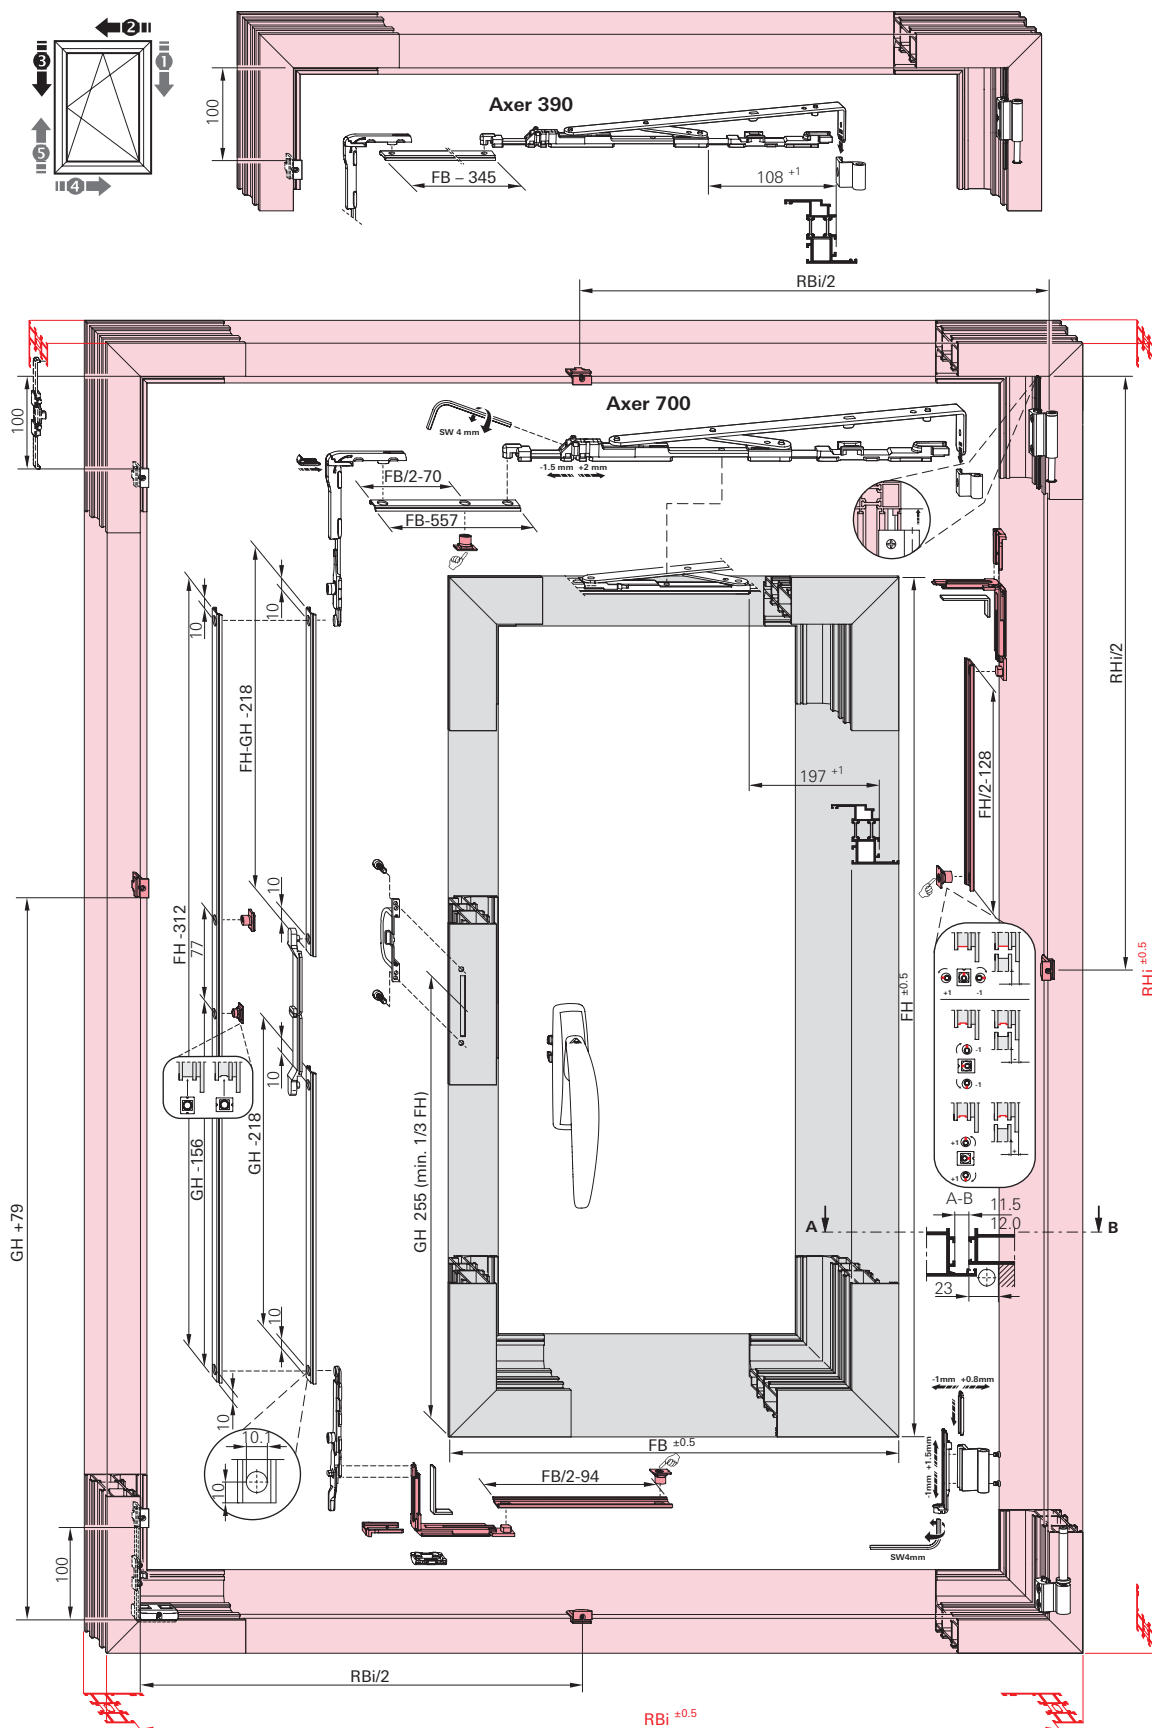 2
3
1
5
4
100
Axer 390
FB – 345
108 +1
RBi/2
100
Axer 700
SW 4 mm
-1.5 mm +2 mm
FB/2-70
FB-557
10
10
FH-GH -218
RHi/2
FH/2-128
197 +1
FH -312
77
10
10
GH -156
GH -218
GH 255 (min. 1/3 FH)
FH ±0.5
RHi ±0.5
+1 -1
-
-1
-1
+1
+
+1
GH +79
A-B
11.5
12.0
A
B
23
10
10
10.1
10
-1mm +0.8mm
-1mm +1.5mm
FB ±0.5
FB/2-94
SW4mm
100
RBi/2
RBi ±0.5